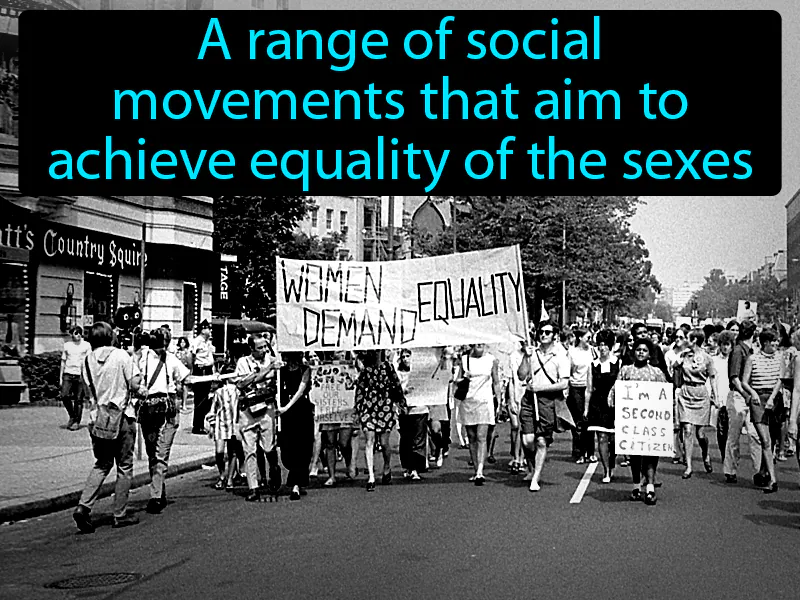 A range of social
movements that aim to
achieve equality of the sexes
tt's Country Squire
TAGE
WOMEN
DEMAND
EQUALITY
I'M A
SECOND
CLASS
CITIZEN